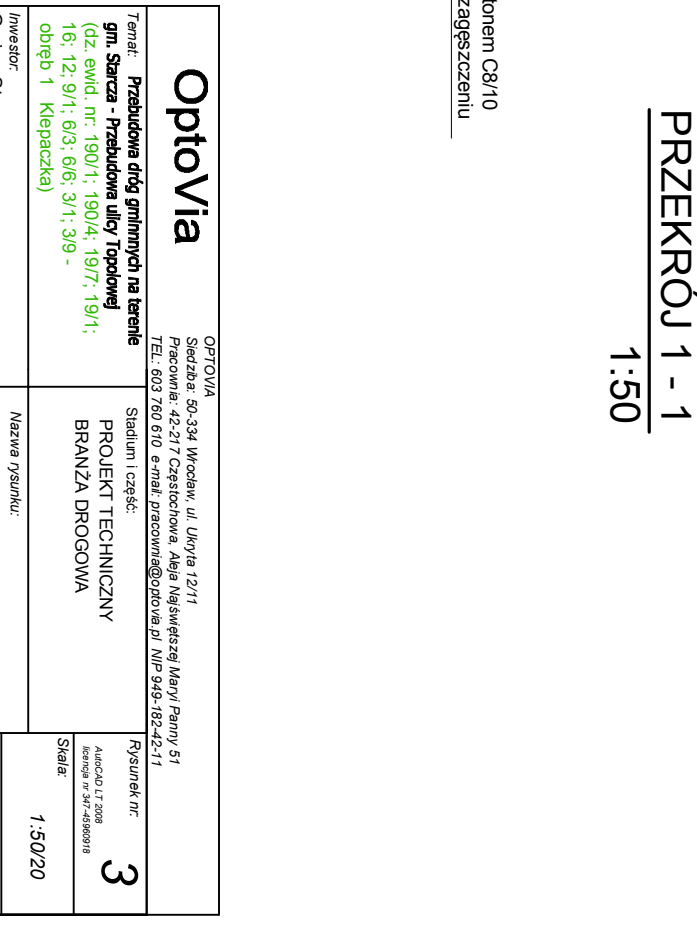 PRZEKRÓJ 1 - 1
1:50
tonem C8/10
zagęszczeniu
OptoVia
OPTOVIA
Siedziba: 50-334 Wrocław, ul. Ukryta 12/11
Pracownia: 42-217 Częstochowa, Aleja Najświętszej Maryi Panny 51
TEL: 603 760 610 e-mail: pracownia@optovia.pl NIP 949-182-42-11
Temat: Przebudowa dróg gminnnych na terenie
gm. Starcza - Przebudowa ulicy Topolowej
(dz. ewid. nr: 190/1; 190/4; 19/7; 19/1;
16; 12; 9/1; 6/3; 6/6; 3/1; 3/9 -
obręb 1 Klepaczka)
Stadium i część:
PROJEKT TECHNICZNY
BRANŻA DROGOWA
Rysunek nr:
3
AutoCAD LT 2008
licencja nr 347-45960918
Skala:
1:50/20
Inwestor:
Nazwa rysunku: